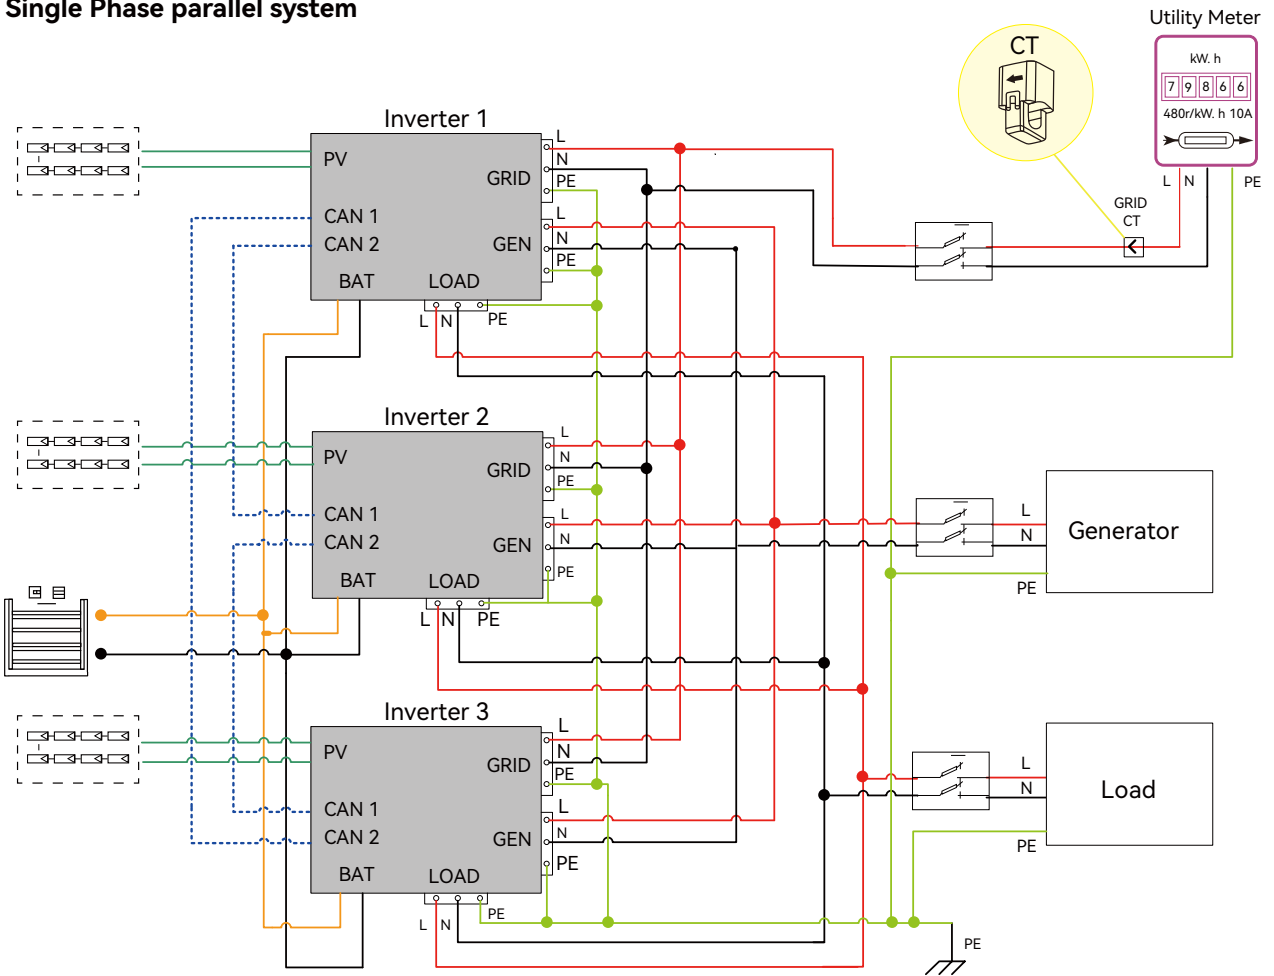 Single Phase parallel system
Utility Meter
CT
kW. h
7 9 8 6 6
480r/kW. h 10A
L N PE
GRID
CT
Inverter 1
PV
CAN 1
CAN 2
BAT
LOAD
GRID
GEN
L
N
PE
L
N
PE
L N PE
Inverter 2
PV
CAN 1
CAN 2
BAT
LOAD
GRID
GEN
L
N
PE
L
N
PE
L N PE
Generator
L
N
PE
Inverter 3
PV
CAN 1
CAN 2
BAT
LOAD
GRID
GEN
L
N
PE
L
N
PE
L N PE
Load
L
N
PE
PE